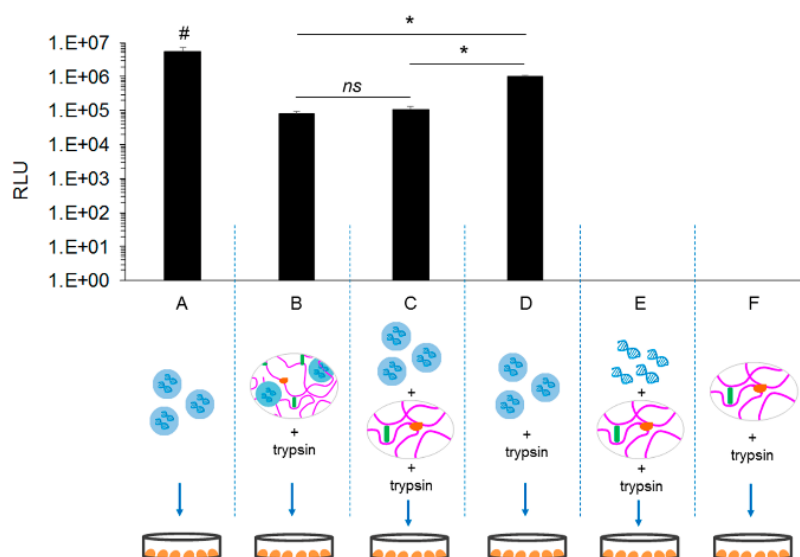 #
*
*
ns
1.E+07
1.E+06
1.E+05
1.E+04
1.E+03
1.E+02
1.E+01
1.E+00
RLU
A B C D E F
+
trypsin
+
+
trypsin
+
trypsin
+
+
trypsin
+
trypsin